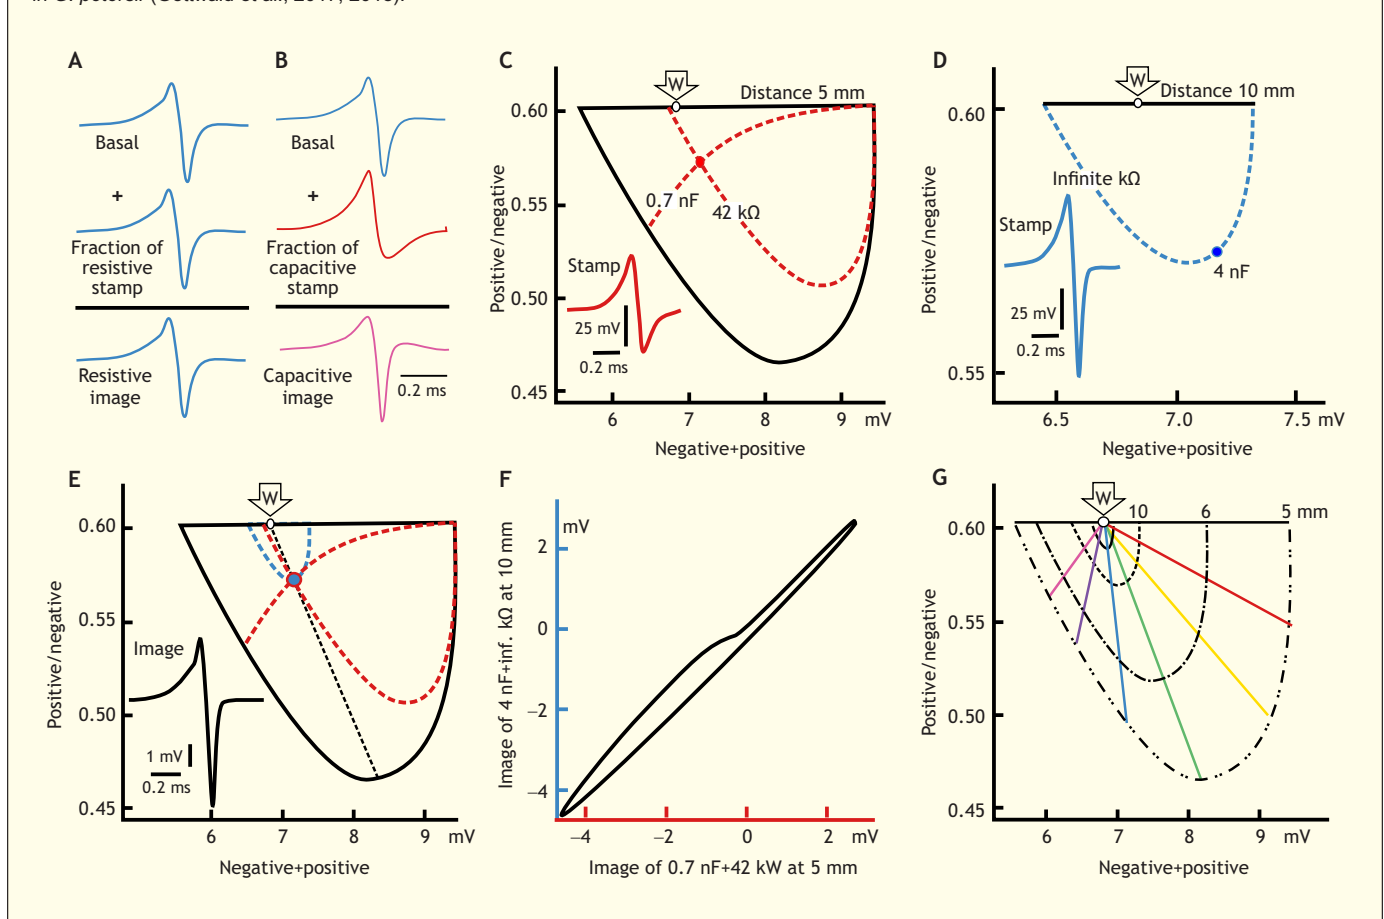 A
Basal
+
Fraction of
resistive
stamp
Resistive
image
B
Basal
+
Fraction of
capacitive
stamp
Capacitive
image
0.2 ms
C
W
Distance 5 mm
0.60
0.55
0.50
0.45
Positive/negative
0.7 nF
42 kΩ
Stamp
25 mV
0.2 ms
6
7
8
9
mV
Negative+positive
D
W
Distance 10 mm
0.60
0.55
Positive/negative
Infinite kΩ
Stamp
4 nF
25 mV
0.2 ms
6.5
7.0
7.5
mV
Negative+positive
E
W
0.60
0.55
0.50
0.45
Positive/negative
Image
1 mV
0.2 ms
6
7
8
9
mV
Negative+positive
F
mV
2
0
−2
−4
Image of 4 nF+inf. kΩ at 10 mm
−4
−2
0
2
mV
Image of 0.7 nF+42 kW at 5 mm
G
W
10
6
5 mm
0.60
0.55
0.50
0.45
Positive/negative
6
7
8
9
mV
Negative+positive